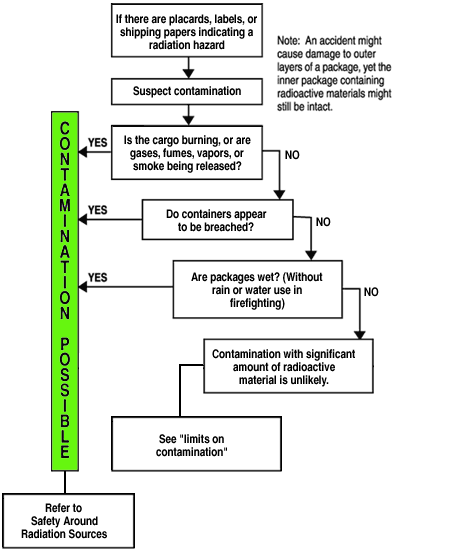 If there are placards, labels, or
shipping papers indicating a
radiation hazard
Note: An accident might
cause damage to outer
layers of a package, yet the
inner package containing
radioactive materials might
still be intact.
Suspect contamination
CONTAMINATION POSSIBLE
YES
Is the cargo burning, or are
gases, fumes, vapors, or
smoke being released?
NO
YES
Do containers appear
to be breached?
NO
YES
Are packages wet? (Without
rain or water use in
firefighting)
NO
Contamination with significant
amount of radioactive
material is unlikely.
See "limits on
contamination"
Refer to
Safety Around
Radiation Sources